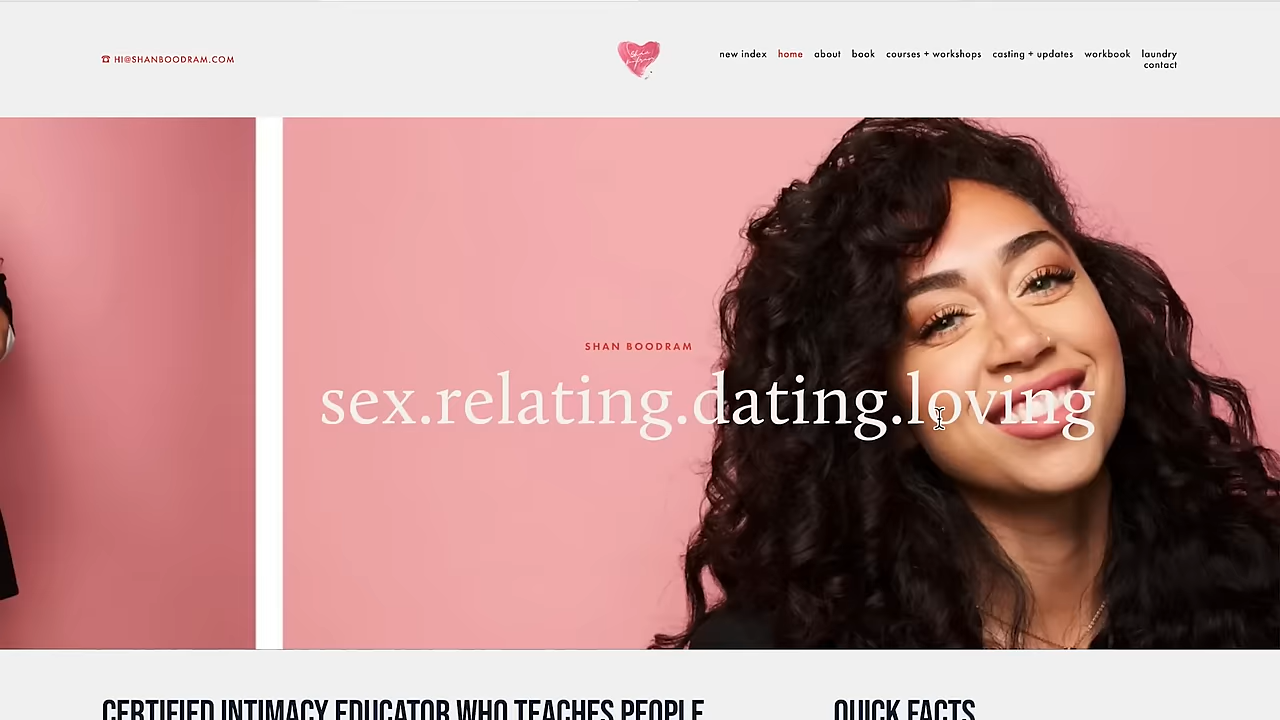 ☎ HI@SHANBOODRAM.COM
new index home about book courses + workshops casting + updates workbook laundry
contact
SHAN BOODRAM
sex.relating.dating.loving
CERTIFIED INTIMACY EDUCATOR WHO TEACHES PEOPLE
QUICK FACTS